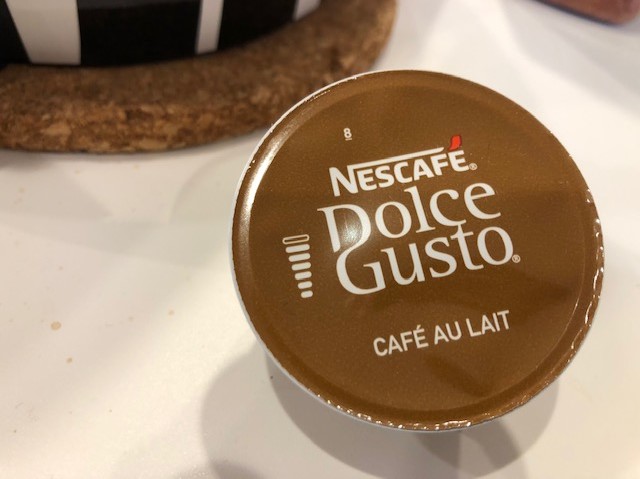 8
NESCAFÉ®
Dolce
Gusto®
CAFÉ AU LAIT